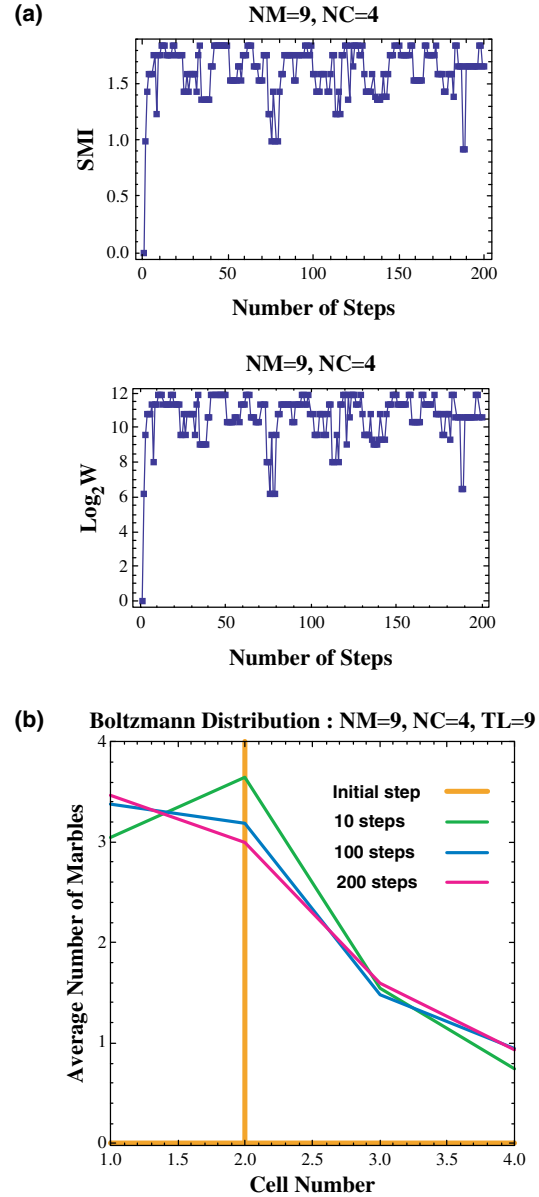 (a)
NM=9, NC=4
1.5
1.0
0.5
0.0
SMI
0 50 100 150 200
Number of Steps
NM=9, NC=4
12
10
8
6
4
2
0
Log2W
0 50 100 150 200
Number of Steps
(b)
Boltzmann Distribution : NM=9, NC=4, TL=9
4
3
2
1
0
Average Number of Marbles
Initial step
10 steps
100 steps
200 steps
1.0 1.5 2.0 2.5 3.0 3.5 4.0
Cell Number